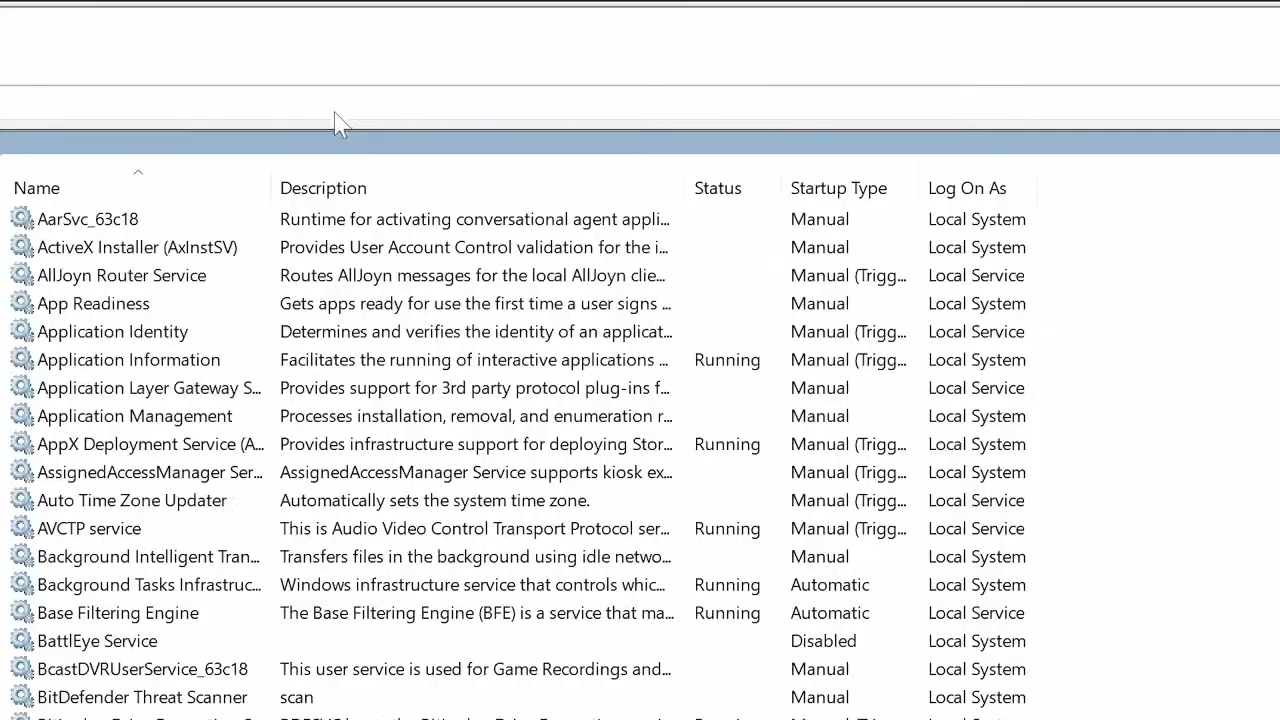 Name Description Status Startup Type Log On As
AarSvc_63c18 Runtime for activating conversational agent appli... Manual Local System
ActiveX Installer (AxInstSV) Provides User Account Control validation for the i... Manual Local System
AllJoyn Router Service Routes AllJoyn messages for the local AllJoyn clie... Manual (Trigg... Local Service
App Readiness Gets apps ready for use the first time a user signs ... Manual Local System
Application Identity Determines and verifies the identity of an applicat... Manual (Trigg... Local Service
Application Information Facilitates the running of interactive applications ... Running Manual (Trigg... Local System
Application Layer Gateway S... Provides support for 3rd party protocol plug-ins f... Manual Local Service
Application Management Processes installation, removal, and enumeration r... Manual Local System
AppX Deployment Service (A... Provides infrastructure support for deploying Stor... Running Manual (Trigg... Local System
AssignedAccessManager Ser... AssignedAccessManager Service supports kiosk ex... Manual (Trigg... Local System
Auto Time Zone Updater Automatically sets the system time zone. Manual (Trigg... Local Service
AVCTP service This is Audio Video Control Transport Protocol ser... Running Manual (Trigg... Local Service
Background Intelligent Tran... Transfers files in the background using idle netwo... Manual Local System
Background Tasks Infrastruc... Windows infrastructure service that controls whic... Running Automatic Local System
Base Filtering Engine The Base Filtering Engine (BFE) is a service that ma... Running Automatic Local Service
BattlEye Service Disabled Local System
BcastDVRUserService_63c18 This user service is used for Game Recordings and... Manual Local System
BitDefender Threat Scanner scan Manual Local System